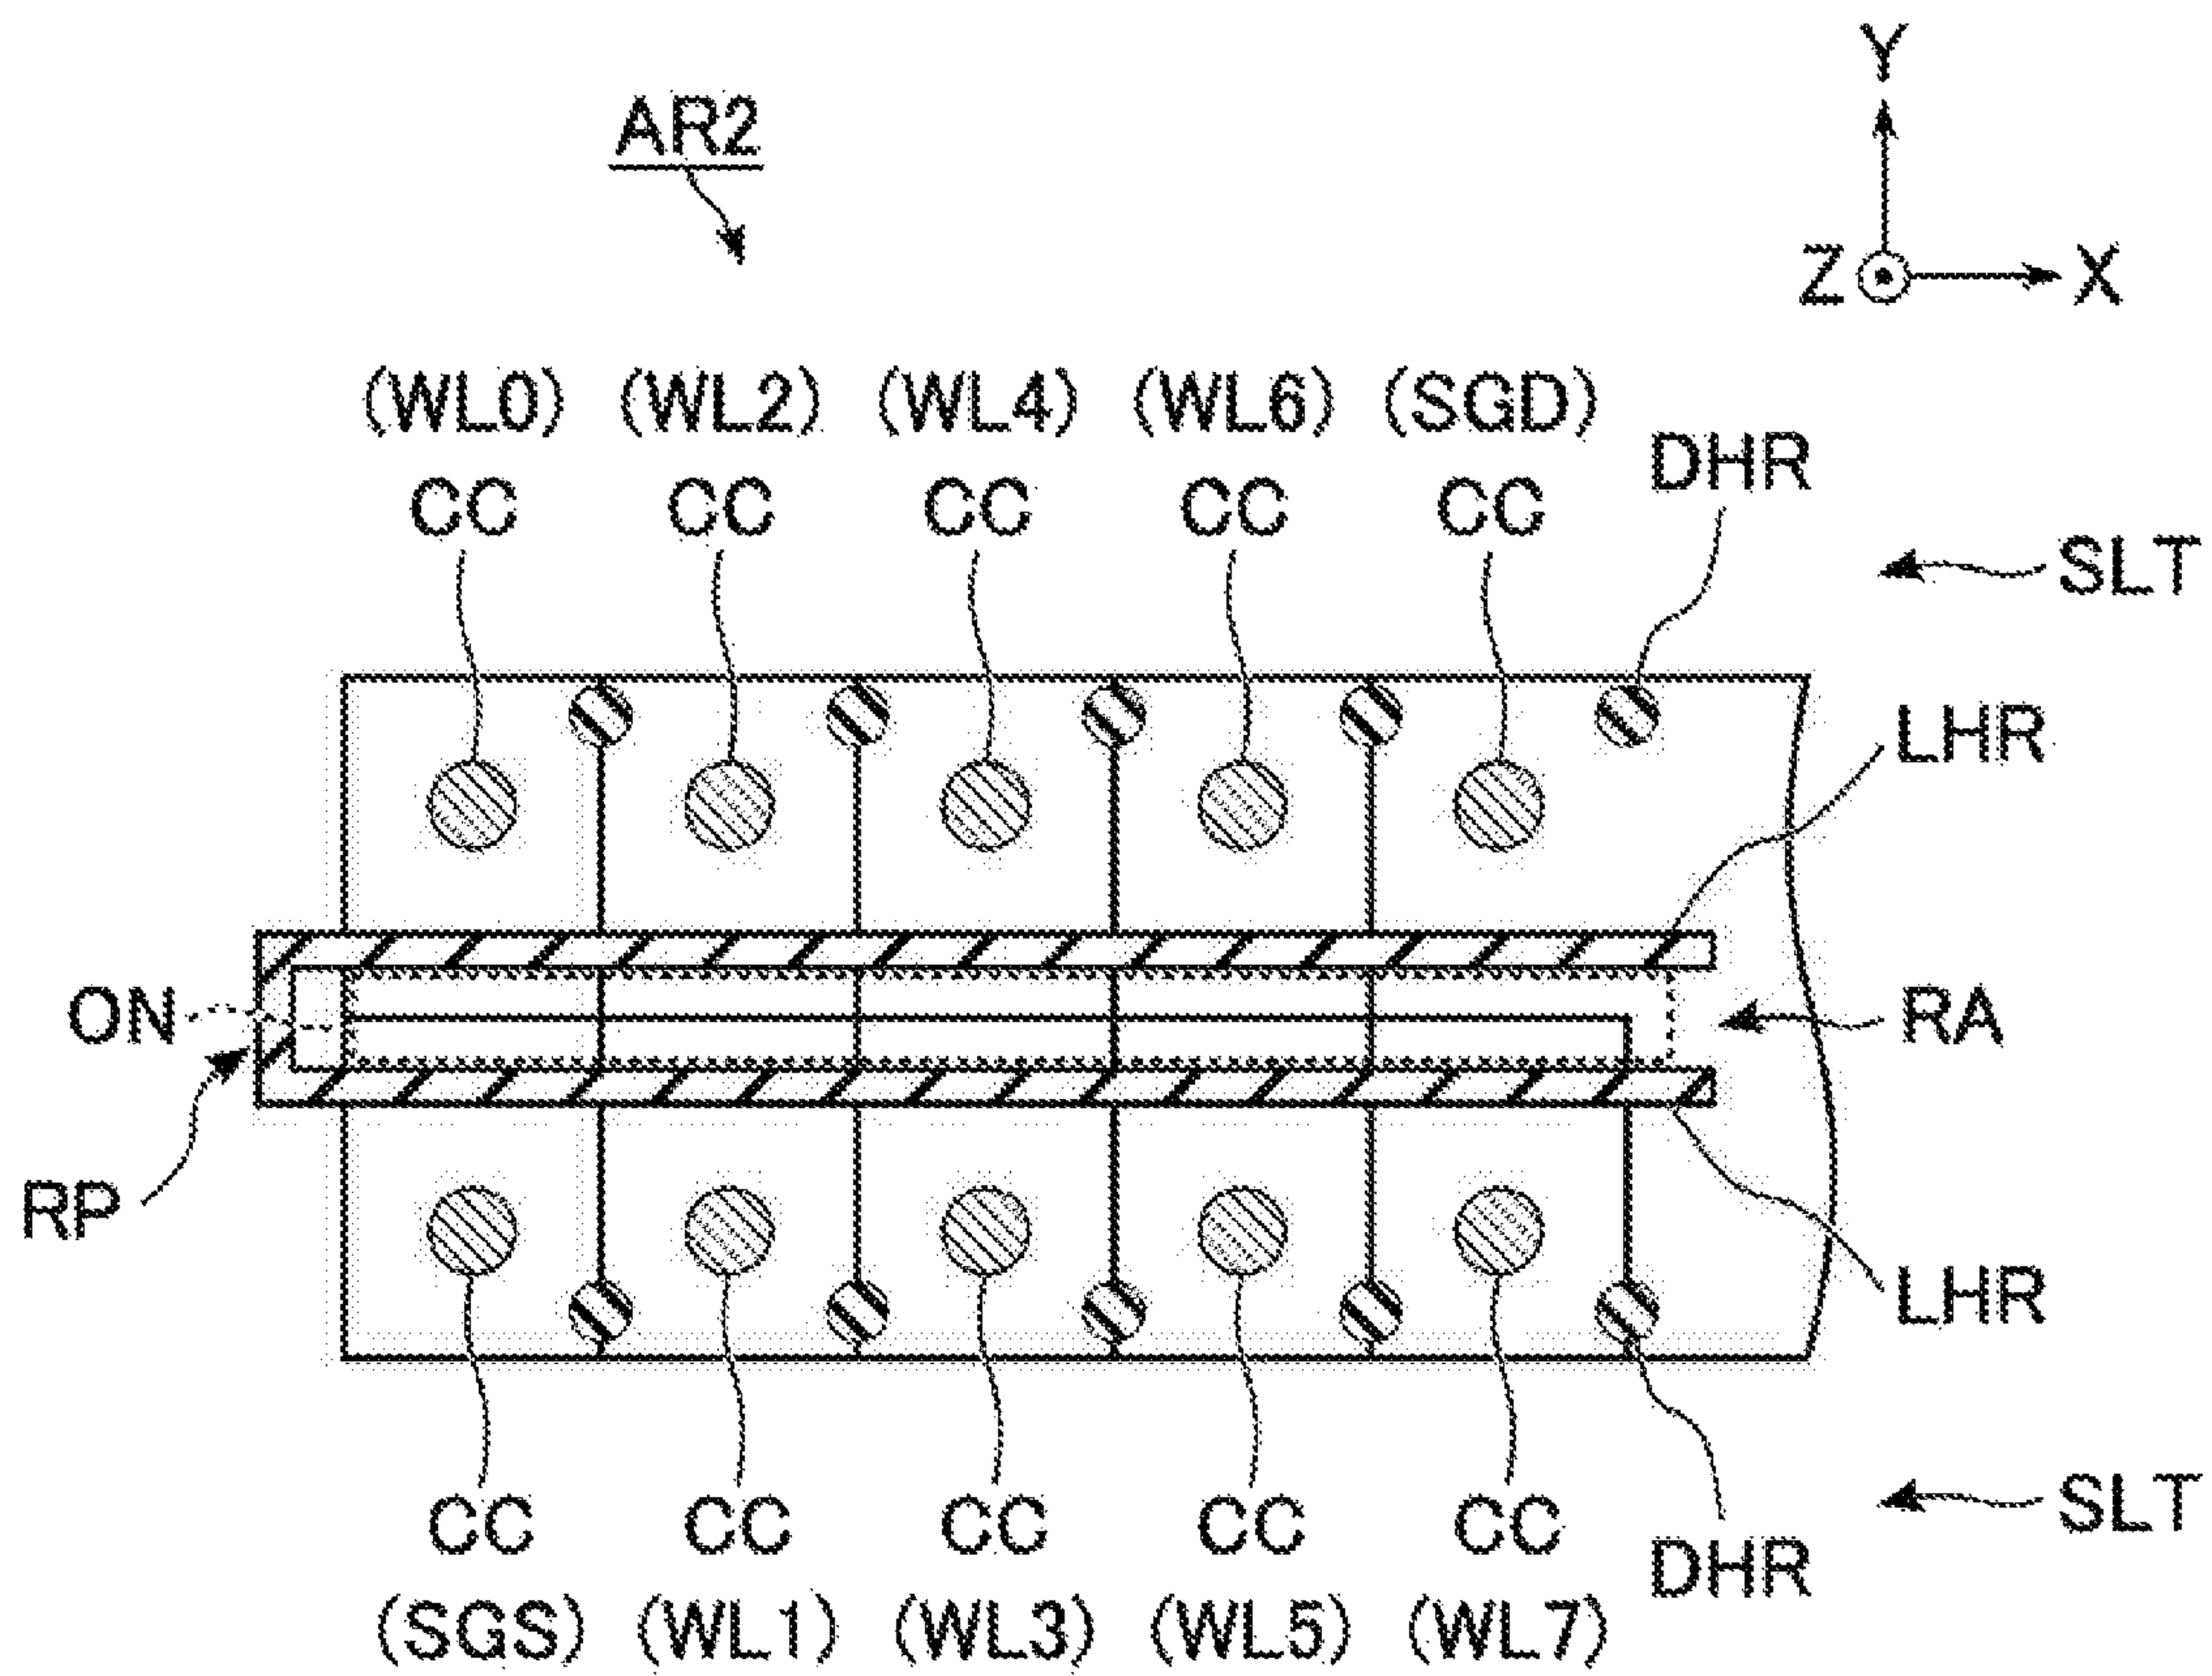 Y
AR2
Z X
(WL0) (WL2) (WL4) (WL6) (SGD)
DHR
CC CC CC CC CC
SLT
LHR
ON
RA
RP
LHR
CC CC CC CC CC
SLT
DHR
(SGS) (WL1) (WL3) (WL5) (WL7)